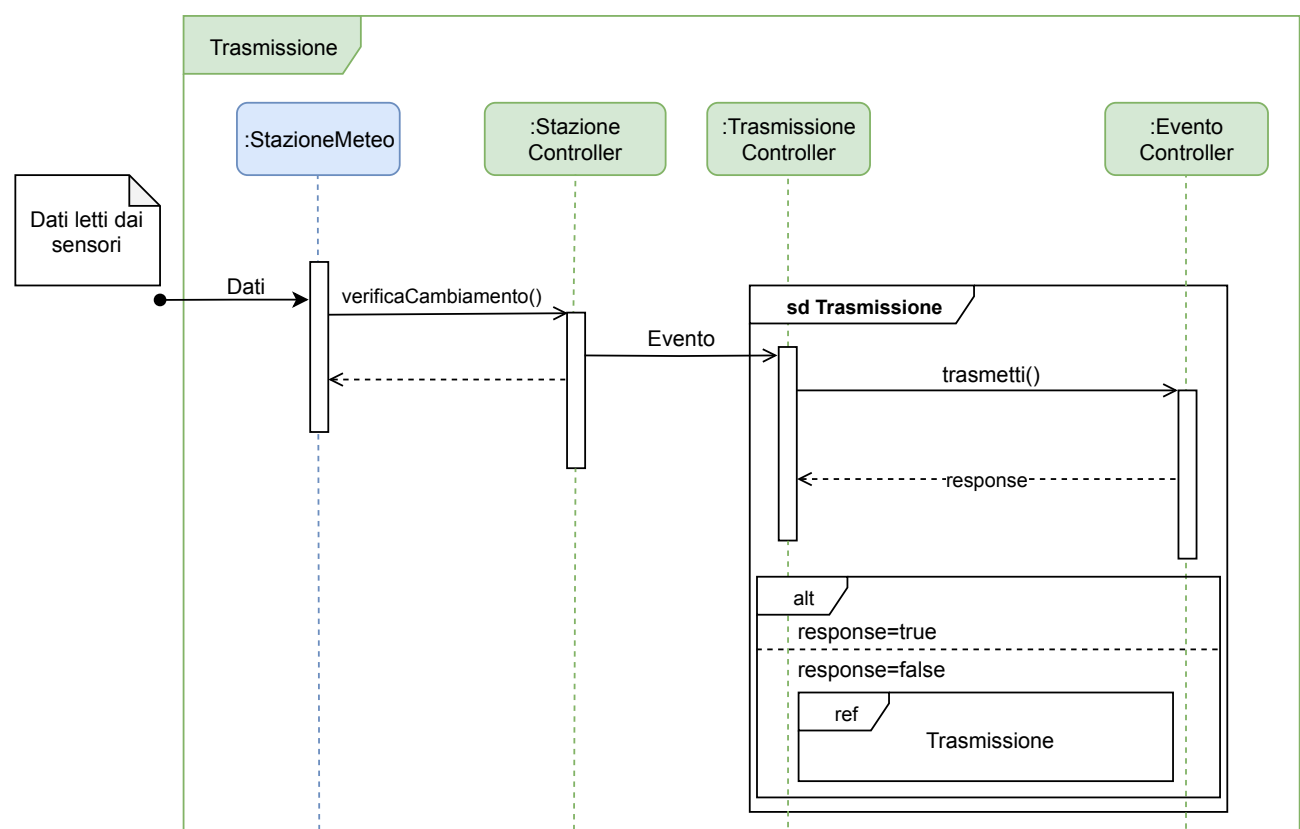 Trasmissione
:StazioneMeteo
:Stazione
Controller
:Trasmissione
Controller
:Evento
Controller
Dati letti dai
sensori
Dati
verificaCambiamento()
Evento
sd Trasmissione
trasmetti()
response
alt
response=true
response=false
ref
Trasmissione